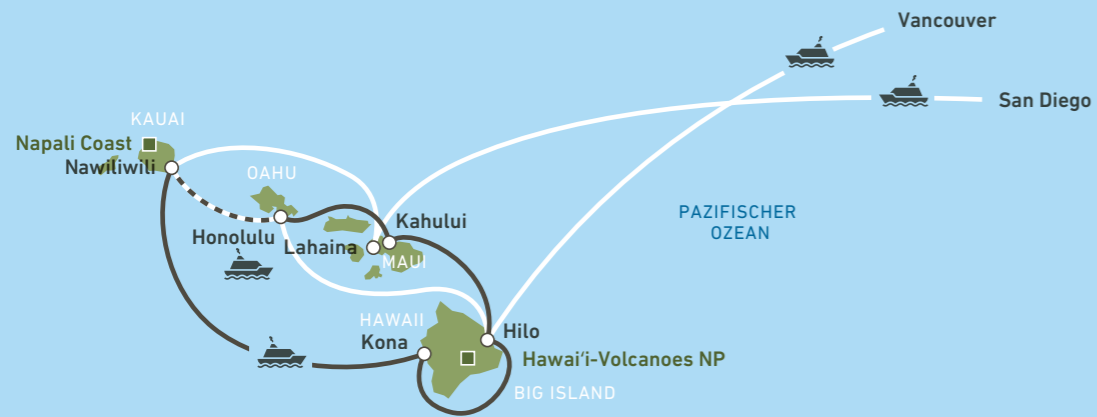 Vancouver
San Diego
KAUAI
Napali Coast
Nawiliwili
OAHU
Honolulu
Kahului
Lahaina
MAUI
PAZIFISCHER
OZEAN
HAWAII
Kona
Hilo
Hawai‘i-Volcanoes NP
BIG ISLAND